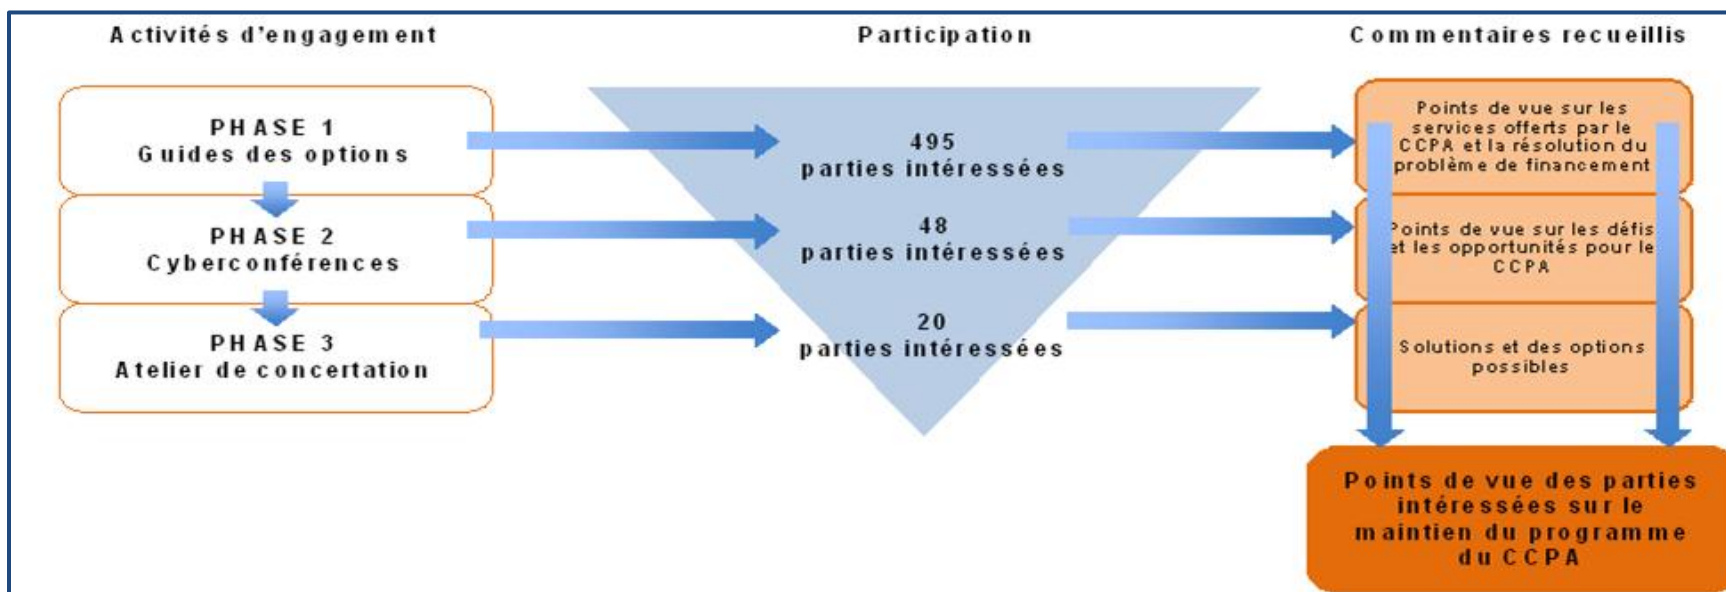 Activités d'engagement
Participation
Commentaires recueillis
PHASE 1
Guides des options
495
parties intéressées
Points de vue sur les
services offerts par le
CCPA et la résolution du
problème de financement
PHASE 2
Cyberconférences
48
parties intéressées
Points de vue sur les défis
et les opportunités pour le
CCPA
PHASE 3
Atelier de concertation
20
parties intéressées
Solutions et des options
possibles
Points de vue des parties
intéressées sur le
maintien du programme
du CCPA